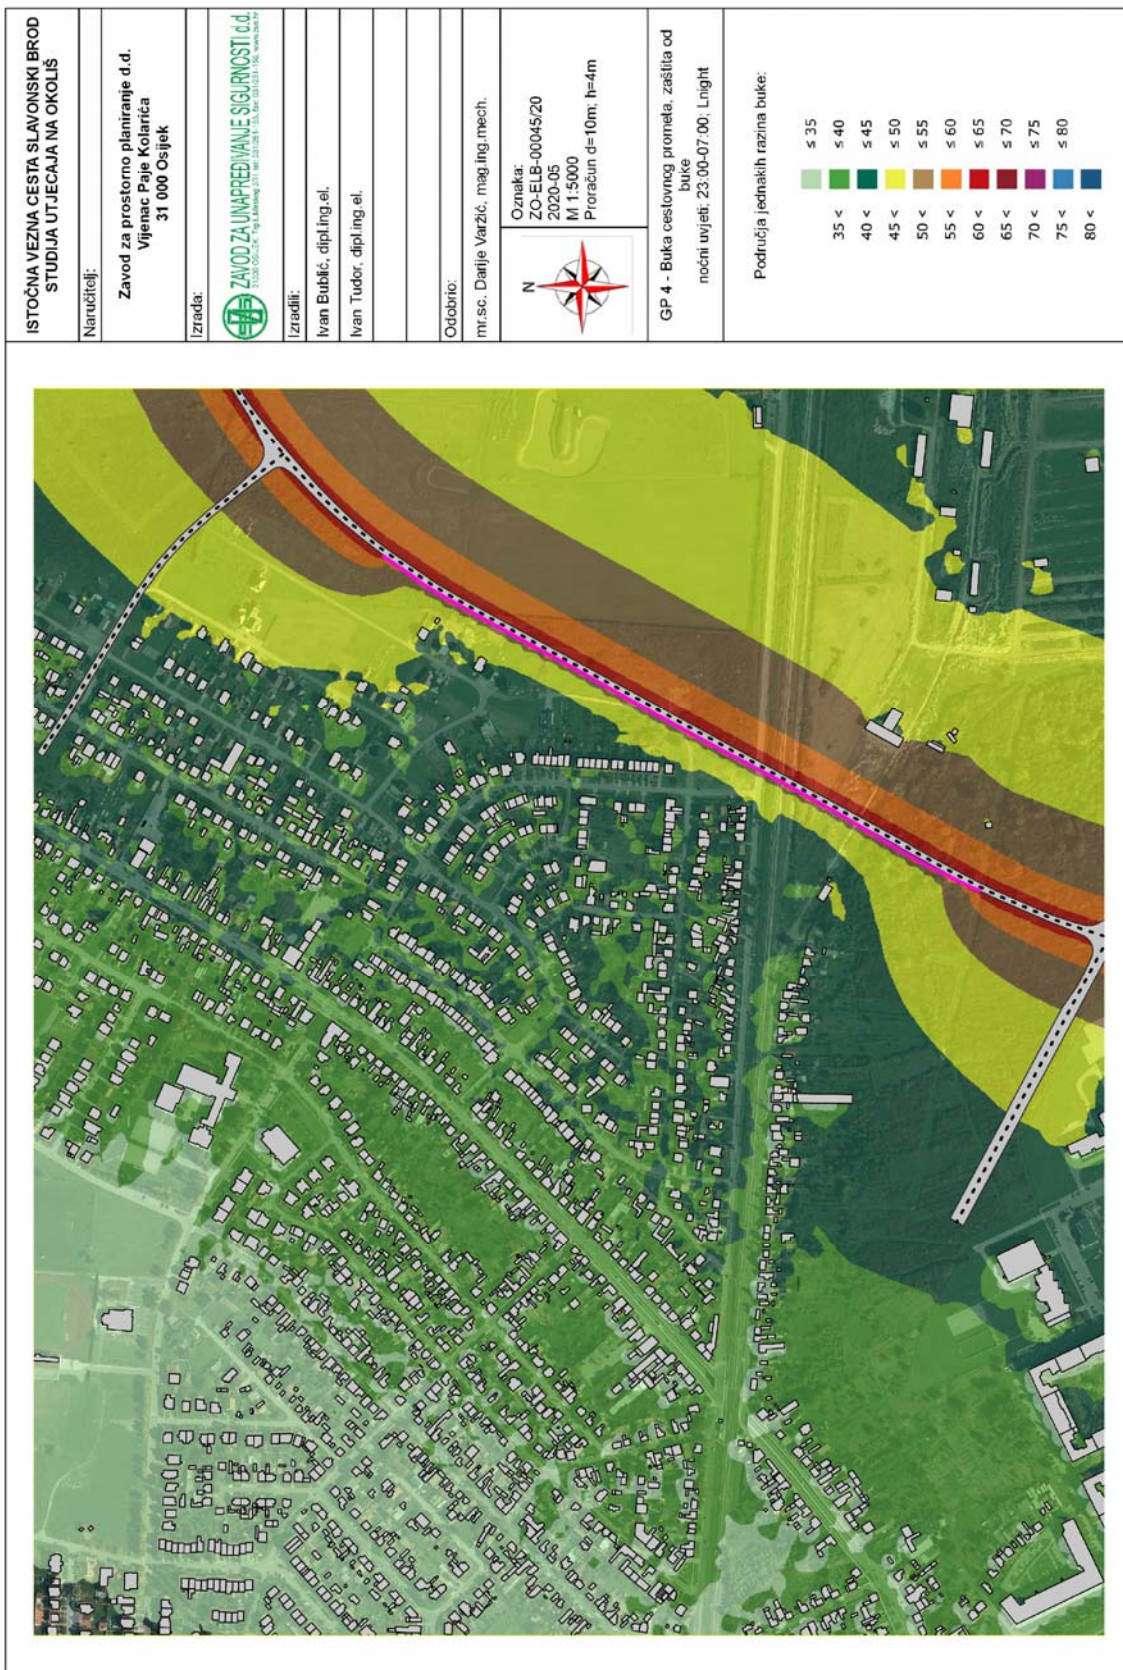 ISTOČNA VEZNA CESTA SLAVONSKI BROD
STUDIJA UTJECAJA NA OKOLIŠ
Naručitelj:
Zavod za prostorno planiranje d.d.
Vijenac Paje Kolarića
31 000 Osijek
Izrada:
ZAVOD ZA UNAPREĐIVANJE SIGURNOSTI d.d.
Izradili:
Ivan Bublić, dipl.ing.el.
Ivan Tudor, dipl.ing.el.
Odobrio:
mr.sc. Darije Varžić, mag.ing.mech.
N
Oznaka:
ZO-ELB-00045/20
2020-05
M 1:5000
Proračun d=10m; h=4m
GP 4 - Buka cestovnog prometa, zaštita od
buke
noćni uvjeti; 23:00-07:00; Lnight
Područja jednakih razina buke:
≤ 35
35 < ≤ 40
40 < ≤ 45
45 < ≤ 50
50 < ≤ 55
55 < ≤ 60
60 < ≤ 65
65 < ≤ 70
70 < ≤ 75
75 < ≤ 80
80 <